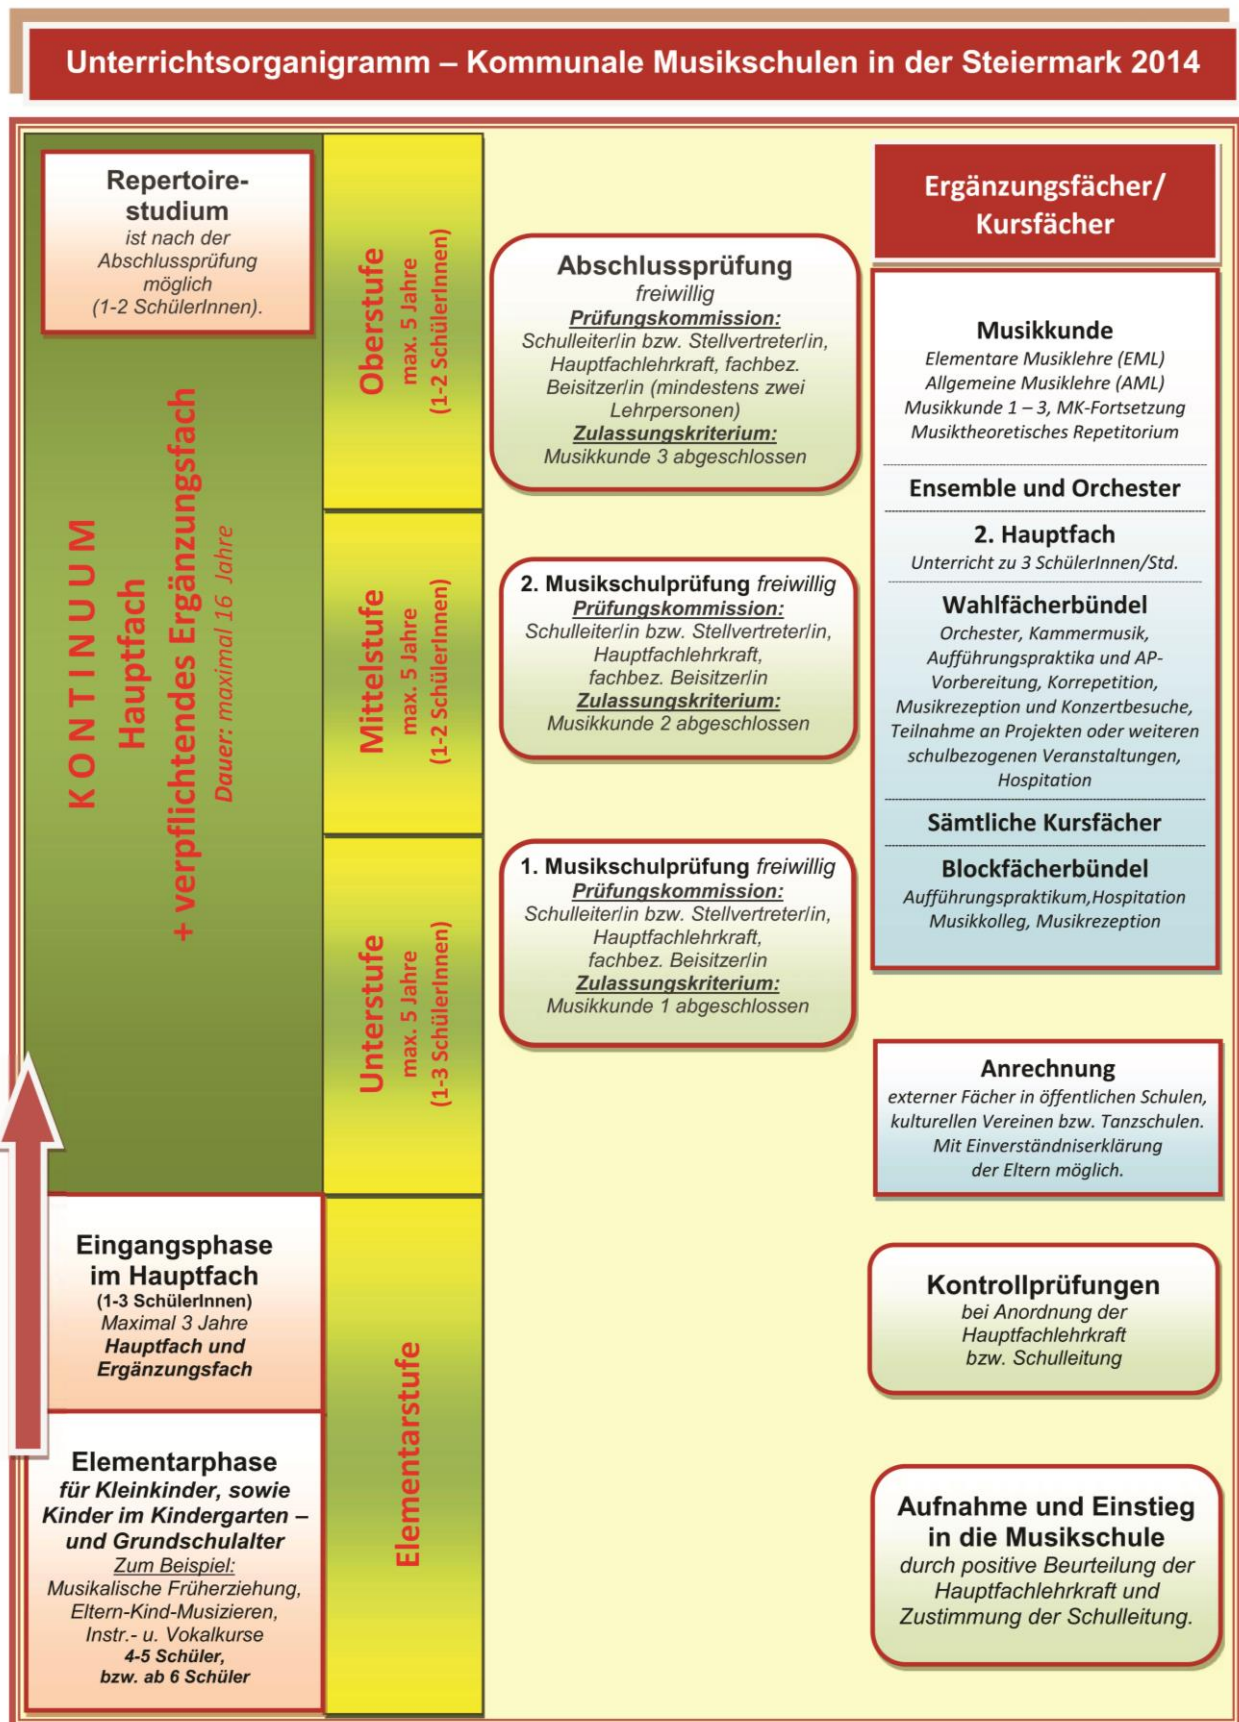 Unterrichtsorganigramm – Kommunale Musikschulen in der Steiermark 2014
Repertoire-
studium
ist nach der
Abschlussprüfung
möglich
(1-2 SchülerInnen).
KONTINUUM
Hauptfach
+ verpflichtendes Ergänzungsfach
Dauer: maximal 16 Jahre
Eingangsphase
im Hauptfach
(1-3 SchülerInnen)
Maximal 3 Jahre
Hauptfach und
Ergänzungsfach
Elementarphase
für Kleinkinder, sowie
Kinder im Kindergarten –
und Grundschulalter
Zum Beispiel:
Musikalische Früherziehung,
Eltern-Kind-Musizieren,
Instr.- u. Vokalkurse
4-5 Schüler,
bzw. ab 6 Schüler
Oberstufe
max. 5 Jahre
(1-2 SchülerInnen)
Mittelstufe
max. 5 Jahre
(1-2 SchülerInnen)
Unterstufe
max. 5 Jahre
(1-3 SchülerInnen)
Elementarstufe
Abschlussprüfung
freiwillig
Prüfungskommission:
Schulleiter/in bzw. Stellvertreter/in,
Hauptfachlehrkraft, fachbez.
Beisitzer/in (mindestens zwei
Lehrpersonen)
Zulassungskriterium:
Musikkunde 3 abgeschlossen
2. Musikschulprüfung freiwillig
Prüfungskommission:
Schulleiter/in bzw. Stellvertreter/in,
Hauptfachlehrkraft,
fachbez. Beisitzer/in
Zulassungskriterium:
Musikkunde 2 abgeschlossen
1. Musikschulprüfung freiwillig
Prüfungskommission:
Schulleiter/in bzw. Stellvertreter/in,
Hauptfachlehrkraft,
fachbez. Beisitzer/in
Zulassungskriterium:
Musikkunde 1 abgeschlossen
Ergänzungsfächer/
Kursfächer
Musikkunde
Elementare Musiklehre (EML)
Allgemeine Musiklehre (AML)
Musikkunde 1 – 3, MK-Fortsetzung
Musiktheoretisches Repetitorium
Ensemble und Orchester
2. Hauptfach
Unterricht zu 3 SchülerInnen/Std.
Wahlfächerbündel
Orchester, Kammermusik,
Aufführungspraktika und AP-
Vorbereitung, Korrepetition,
Musikrezeption und Konzertbesuche,
Teilnahme an Projekten oder weiteren
schulbezogenen Veranstaltungen,
Hospitation
Sämtliche Kursfächer
Blockfächerbündel
Aufführungspraktikum,Hospitation
Musikkolleg, Musikrezeption
Anrechnung
externer Fächer in öffentlichen Schulen,
kulturellen Vereinen bzw. Tanzschulen.
Mit Einverständniserklärung
der Eltern möglich.
Kontrollprüfungen
bei Anordnung der
Hauptfachlehrkraft
bzw. Schulleitung
Aufnahme und Einstieg
in die Musikschule
durch positive Beurteilung der
Hauptfachlehrkraft und
Zustimmung der Schulleitung.